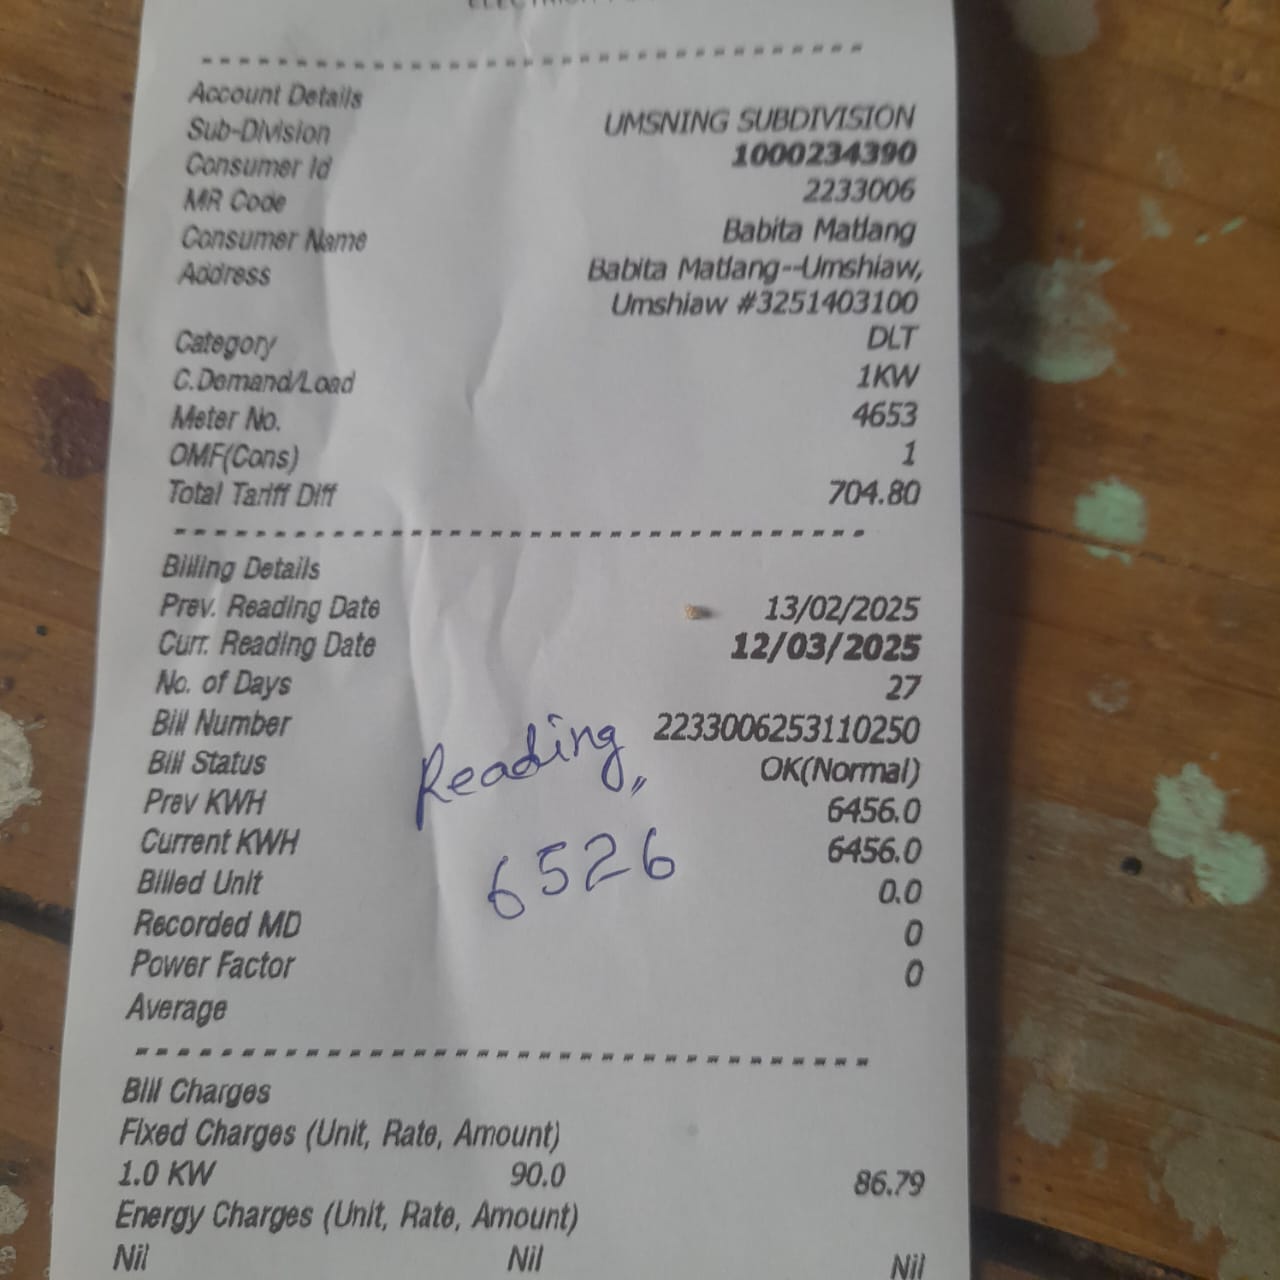 Account Details
Sub-Division UMSNING SUBDIVISION
Consumer Id 1000234390
MR Code 2233006
Consumer Name Babita Matlang
Address Babita Matlang--Umshiaw,
Umshiaw #3251403100
Category DLT
C.Demand/Load 1KW
Meter No. 4653
OMF(Cons) 1
Total Tariff Diff 704.80
Billing Details
Prev. Reading Date 13/02/2025
Curr. Reading Date 12/03/2025
No. of Days 27
Bill Number 2233006253110250
Bill Status OK(Normal)
Prev KWH 6456.0
Current KWH 6456.0
Billed Unit 0.0
Recorded MD 0
Power Factor 0
Average
Reading,,
6526
Bill Charges
Fixed Charges (Unit, Rate, Amount)
1.0 KW 90.0 86.79
Energy Charges (Unit, Rate, Amount)
Nil Nil Nil